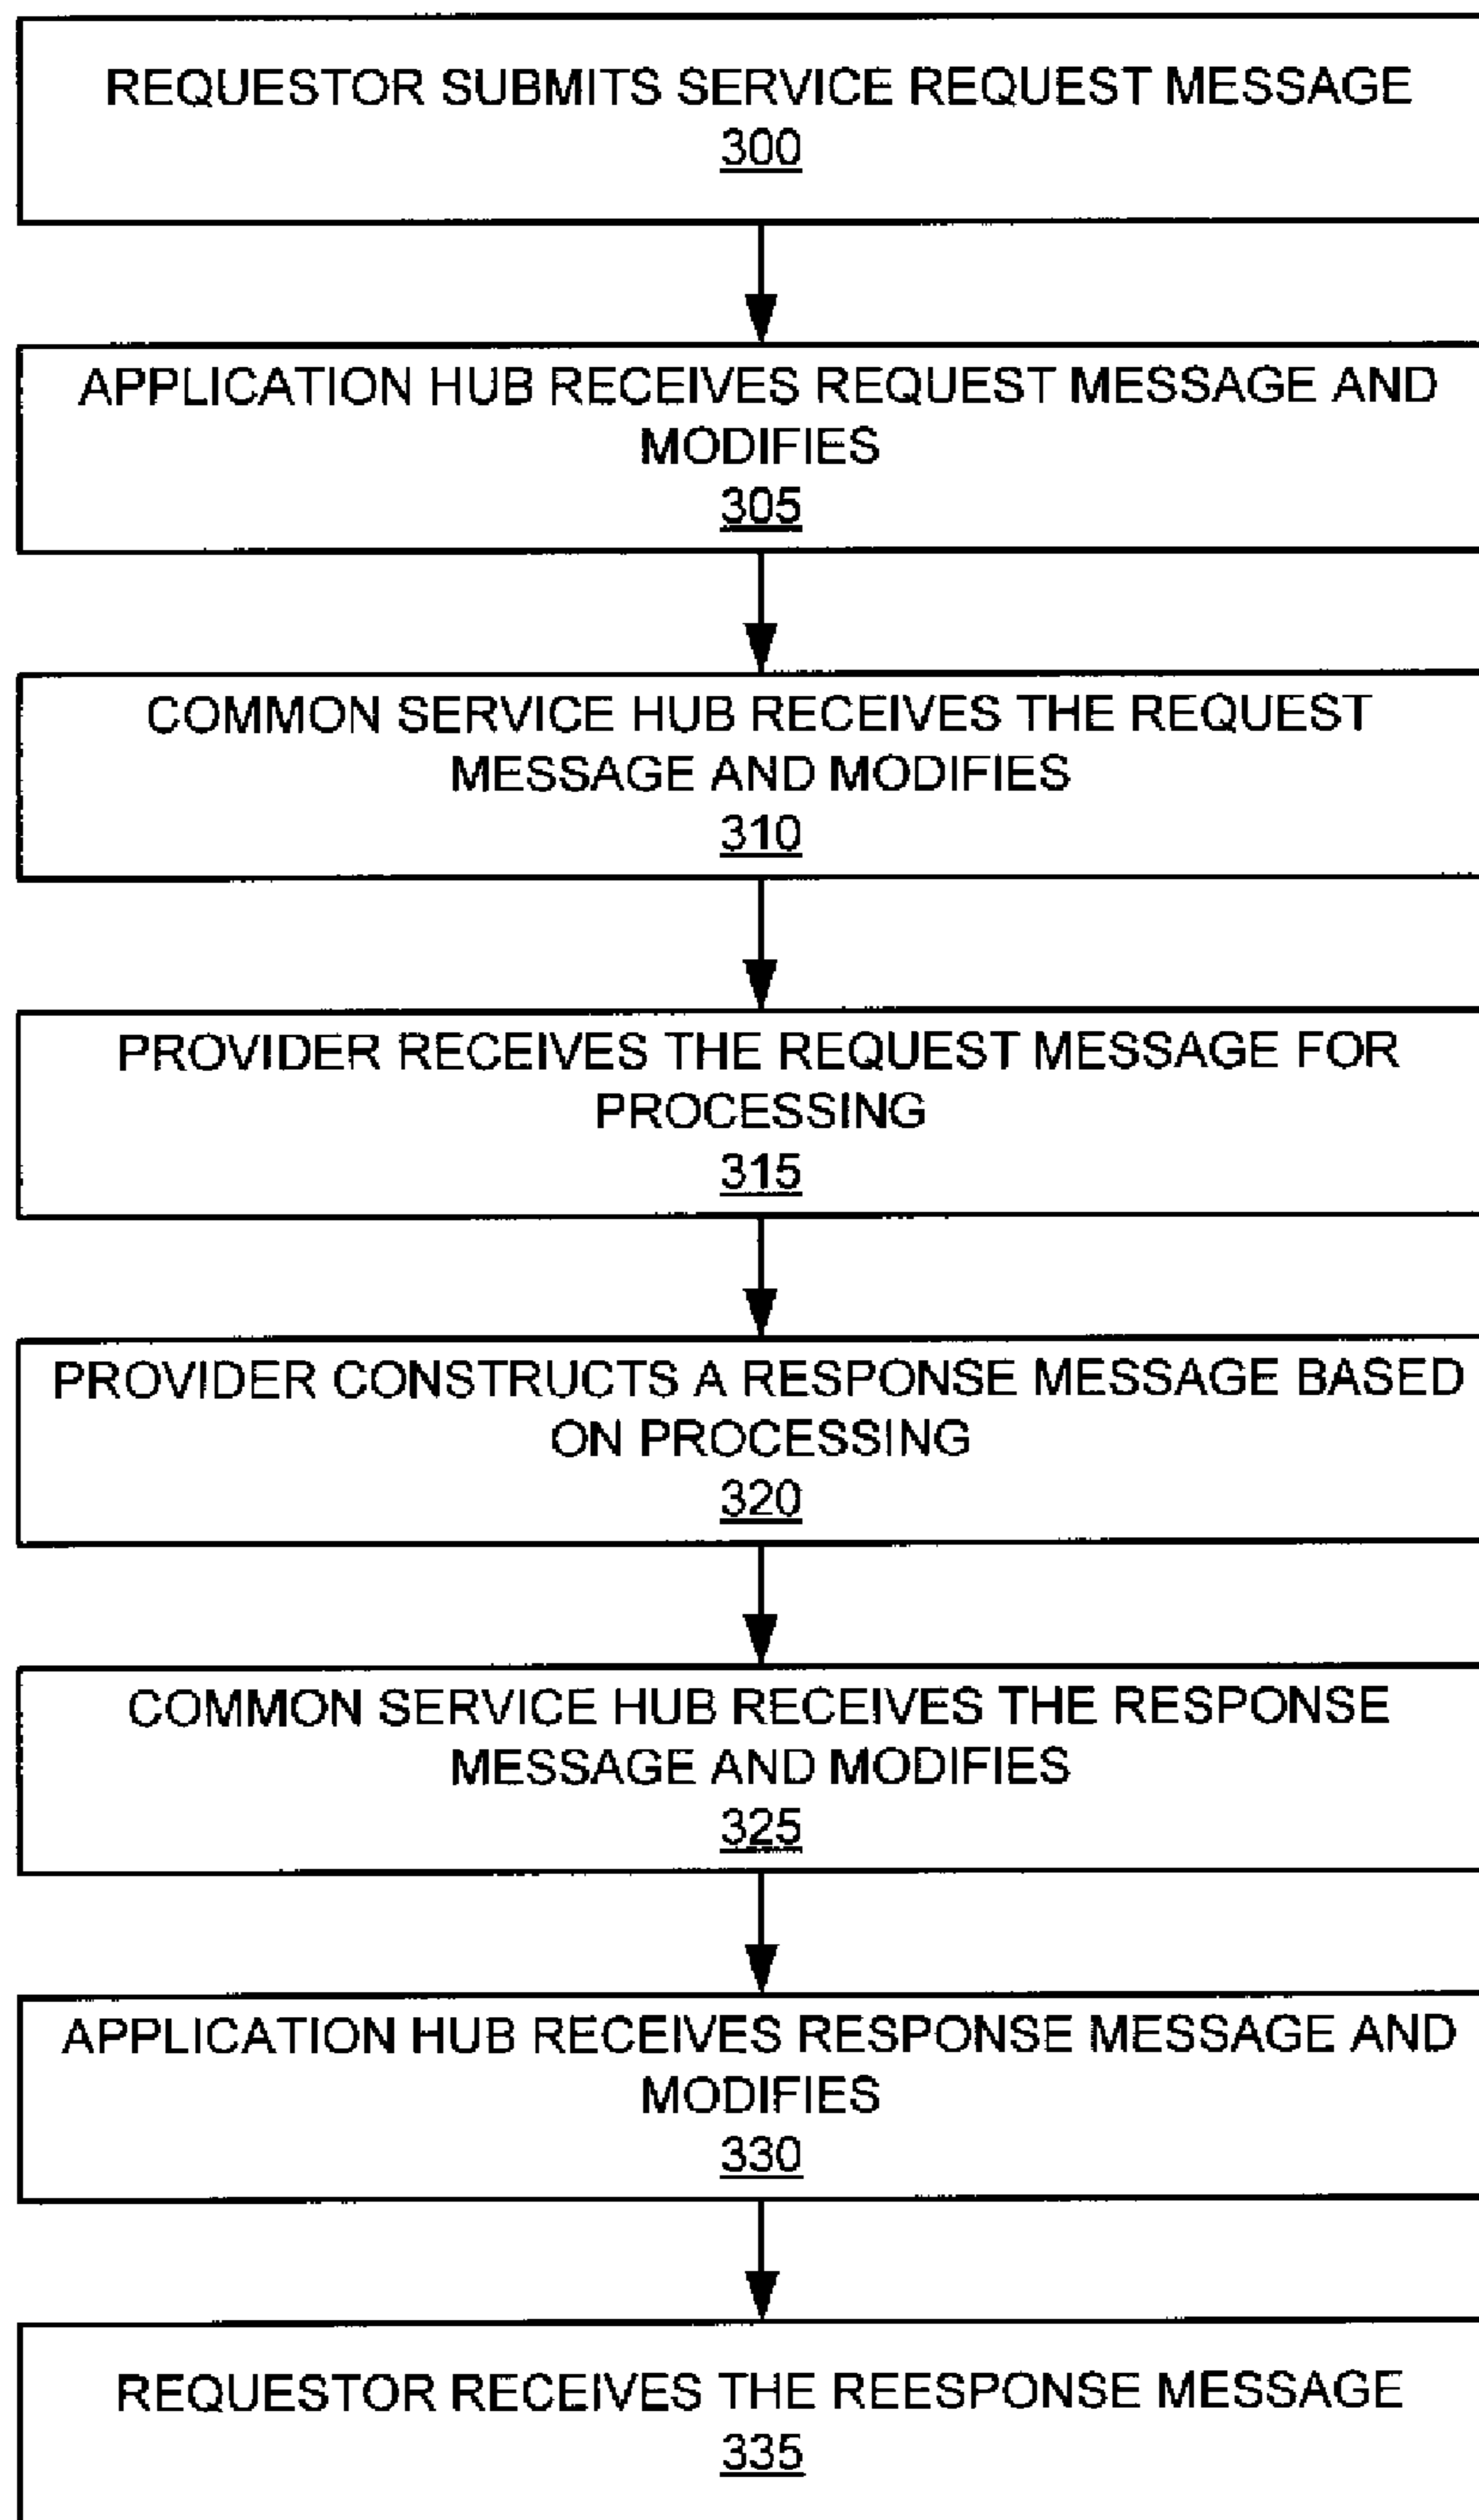 REQUESTOR SUBMITS SERVICE REQUEST MESSAGE
300
APPLICATION HUB RECEIVES REQUEST MESSAGE AND
MODIFIES
305
COMMON SERVICE HUB RECEIVES THE REQUEST
MESSAGE AND MODIFIES
310
PROVIDER RECEIVES THE REQUEST MESSAGE FOR
PROCESSING
315
PROVIDER CONSTRUCTS A RESPONSE MESSAGE BASED
ON PROCESSING
320
COMMON SERVICE HUB RECEIVES THE RESPONSE
MESSAGE AND MODIFIES
325
APPLICATION HUB RECEIVES RESPONSE MESSAGE AND
MODIFIES
330
REQUESTOR RECEIVES THE REESPONSE MESSAGE
335